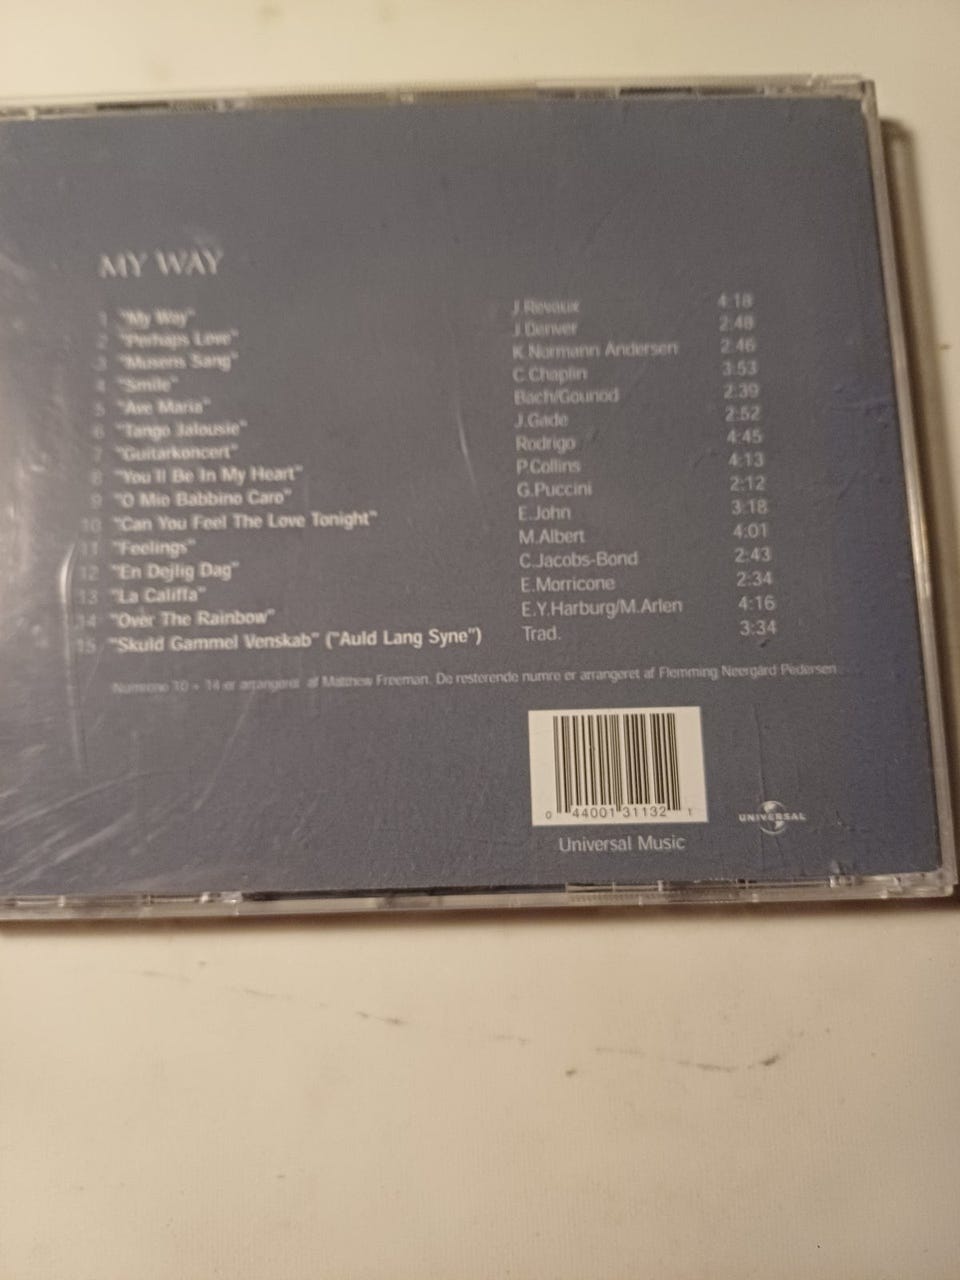 MY WAY
1 "My Way" J.Revaux 4:18
2 "Perhaps Love" J.Denver 2:48
3 "Musens Sang" K.Normann Andersen 2:46
4 "Smile" C.Chaplin 3:53
5 "Ave Maria" Bach/Gounod 2:39
6 "Tango Jalousie" J.Gade 2:52
7 "Guitarkoncert" Rodrigo 4:45
8 "You'll Be In My Heart" P.Collins 4:13
9 "O Mio Babbino Caro" G.Puccini 2:12
10 "Can You Feel The Love Tonight" E.John 3:18
11 "Feelings" M.Albert 4:01
12 "En Dejlig Dag" C.Jacobs-Bond 2:43
13 "La Califfa" E.Morricone 2:34
14 "Over The Rainbow" E.Y.Harburg/M.Arlen 4:16
15 "Skuld Gammel Venskab" ("Auld Lang Syne") Trad. 3:34
Numrene 10 + 14 er arrangeret af Matthew Freeman. De resterende numre er arrangeret af Flemming Neergård Pedersen.
0 44001 31132 1
UNIVERSAL
Universal Music